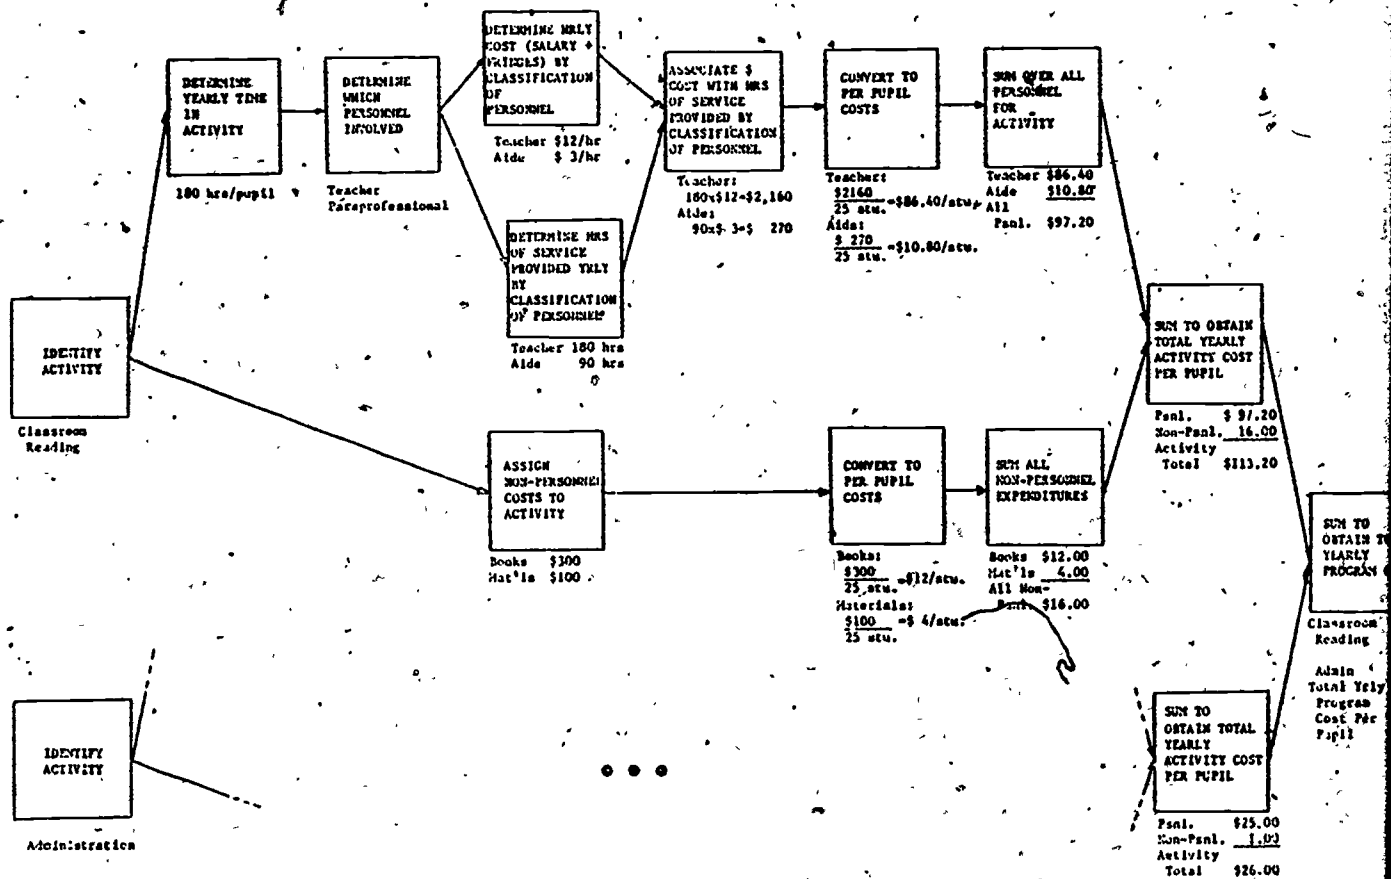 DETERMINE
YEARLY TIME
IN
ACTIVITY
180 hrs/pupil
DETERMINE
WHICH
PERSONNEL
INVOLVED
Teacher
Paraprofessional
DETERMINE HRLY
COST (SALARY +
FRINGES) BY
CLASSIFICATION
OF
PERSONNEL
Teacher $12/hr
Aide $ 3/hr
DETERMINE HRS
OF SERVICE
PROVIDED YRLY
BY
CLASSIFICATION
OF PERSONNEL
Teacher 180 hrs
Aide 90 hrs
ASSOCIATE $
COST WITH HRS
OF SERVICE
PROVIDED BY
CLASSIFICATION
OF PERSONNEL
Teacher:
180x$12=$2,160
Aide:
90x$ 3=$ 270
CONVERT TO
PER PUPIL
COSTS
Teacher:
$2160
25 stu. =$86.40/stu.
Aide:
$ 270
25 stu. =$10.80/stu.
SUM OVER ALL
PERSONNEL
FOR
ACTIVITY
Teacher $86.40
Aide $10.80
All
Psnl. $97.20
IDENTIFY
ACTIVITY
Classroom
Reading
ASSIGN
NON-PERSONNEL
COSTS TO
ACTIVITY
Books $300
Mat'ls $100
CONVERT TO
PER PUPIL
COSTS
Books:
$300
25 stu. =$12/stu.
Materials:
$100
25 stu. =$ 4/stu.
SUM ALL
NON-PERSONNEL
EXPENDITURES
Books $12.00
Mat'ls 4.00
All Non-
Psnl. $16.00
SUM TO OBTAIN
TOTAL YEARLY
ACTIVITY COST
PER PUPIL
Psnl. $ 97.20
Non-Psnl. 16.00
Activity
Total $113.20
SUM TO
OBTAIN
YEARLY
PROGRAM
Classroom
Reading
Admin
Total Yrly
Program
Cost Per
Pupil
IDENTIFY
ACTIVITY
Administration
SUM TO
OBTAIN TOTAL
YEARLY
ACTIVITY COST
PER PUPIL
Psnl. $25.00
Non-Psnl. 1.00
Activity
Total $26.00